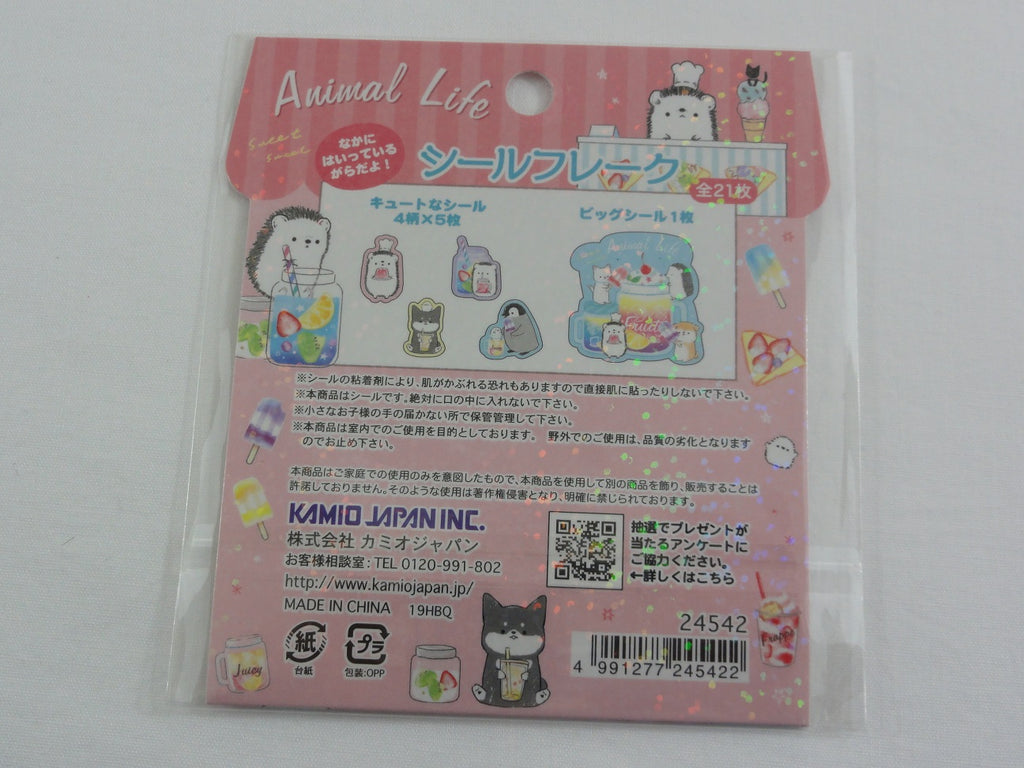 Animal Life
Sweet
Sweet
なかに
はいっている
がらだよ！
シールフレーク
全21枚
キュートなシール
4柄×5枚
ビッグシール1枚
Animal Life
Fruity
※シールの粘着剤により、肌がかぶれる恐れもありますので直接肌に貼ったりしないで下さい。
※本商品はシールです。絶対に口の中に入れないで下さい。
※小さなお子様の手の届かない所で保管管理して下さい。
※本商品は室内でのご使用を目的としております。 野外でのご使用は、品質の劣化となります
のでお止め下さい。
本商品はご家庭での使用のみを意図したもので、本商品を使用して別の商品を飾り、販売することは
許諾しておりません。そのような使用は著作権侵害となり、明確に禁じられております。
KAMIO JAPAN INC.
株式会社 カミオジャパン
お客様相談室：TEL 0120-991-802
http://www.kamiojapan.jp/
MADE IN CHINA 19HBQ
抽選でプレゼントが
当たるアンケートに
ご協力ください。
←詳しくはこちら
紙
台紙
プラ
包装:OPP
Juicy
24542
4 991277 245422
Frappe